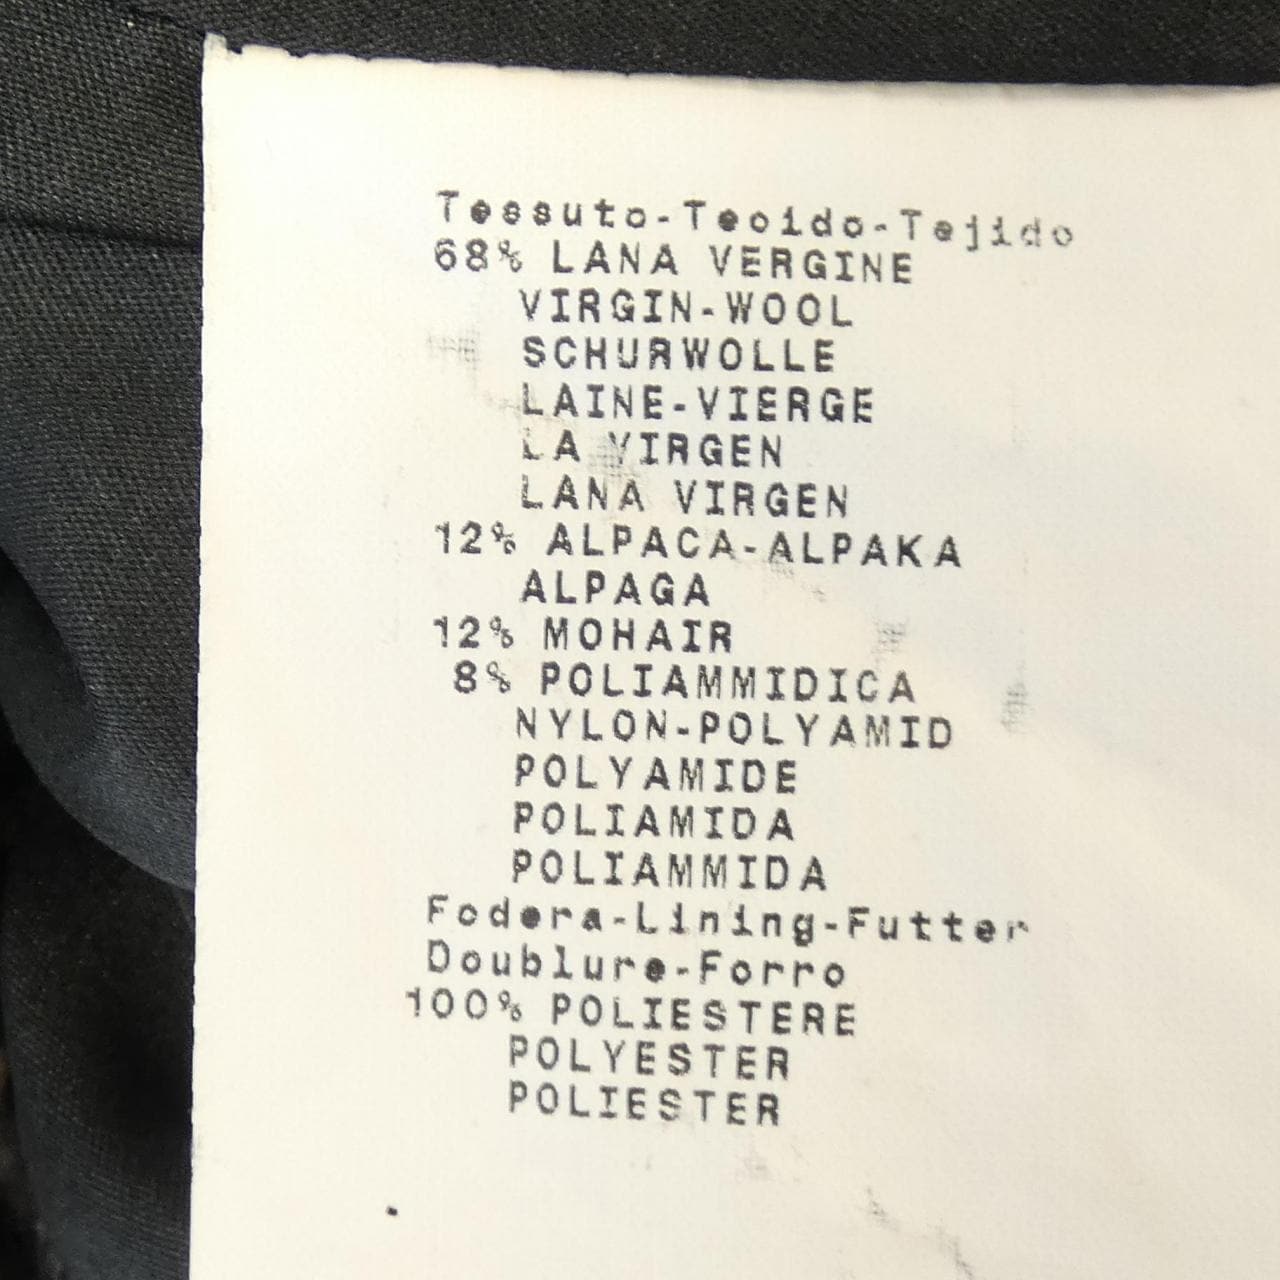 Tessuto-Tecido-Tejido
68% LANA VERGINE
VIRGIN-WOOL
SCHURWOLLE
LAINE-VIERGE
LA VIRGEN
LANA VIRGEN
12% ALPACA-ALPAKA
ALPAGA
12% MOHAIR
8% POLIAMMIDICA
NYLON-POLYAMID
POLYAMIDE
POLIAMIDA
POLIAMMIDA
Fodera-Lining-Futter
Doublure-Forro
100% POLIESTERE
POLYESTER
POLIESTER